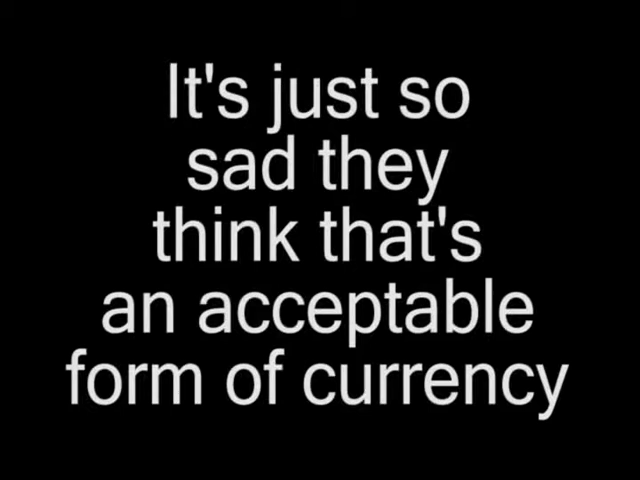 It's just so
sad they
think that's
an acceptable
form of currency